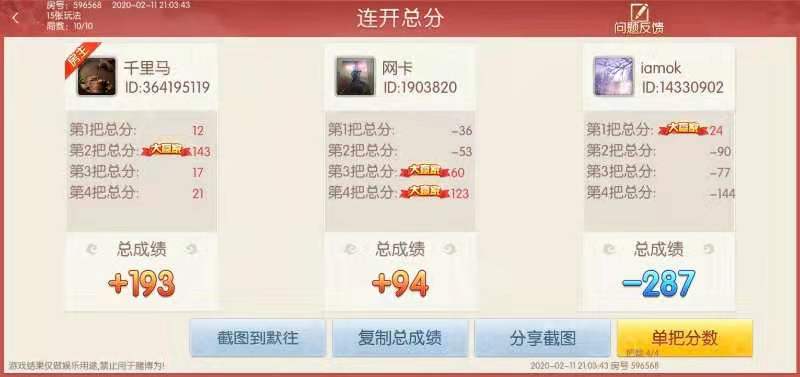 房号：596568 2020-02-11 21:03:43
15张玩法
局数：10/10
连开总分
问题反馈
房主
千里马
ID:364195119
第1把总分: 12
第2把总分: 大赢家 143
第3把总分: 17
第4把总分: 21
总成绩
+193
网卡
ID:1903820
第1把总分: -36
第2把总分: -53
第3把总分: 大赢家 60
第4把总分: 大赢家 123
总成绩
+94
iamok
ID:14330902
第1把总分: 大赢家 24
第2把总分: -90
第3把总分: -77
第4把总分: -144
总成绩
-287
截图到默往
复制总成绩
分享截图
单把分数
把数 4/4
游戏结果仅做娱乐用途,禁止用于赌博为!
2020-02-11 21:03:43 房号 596568